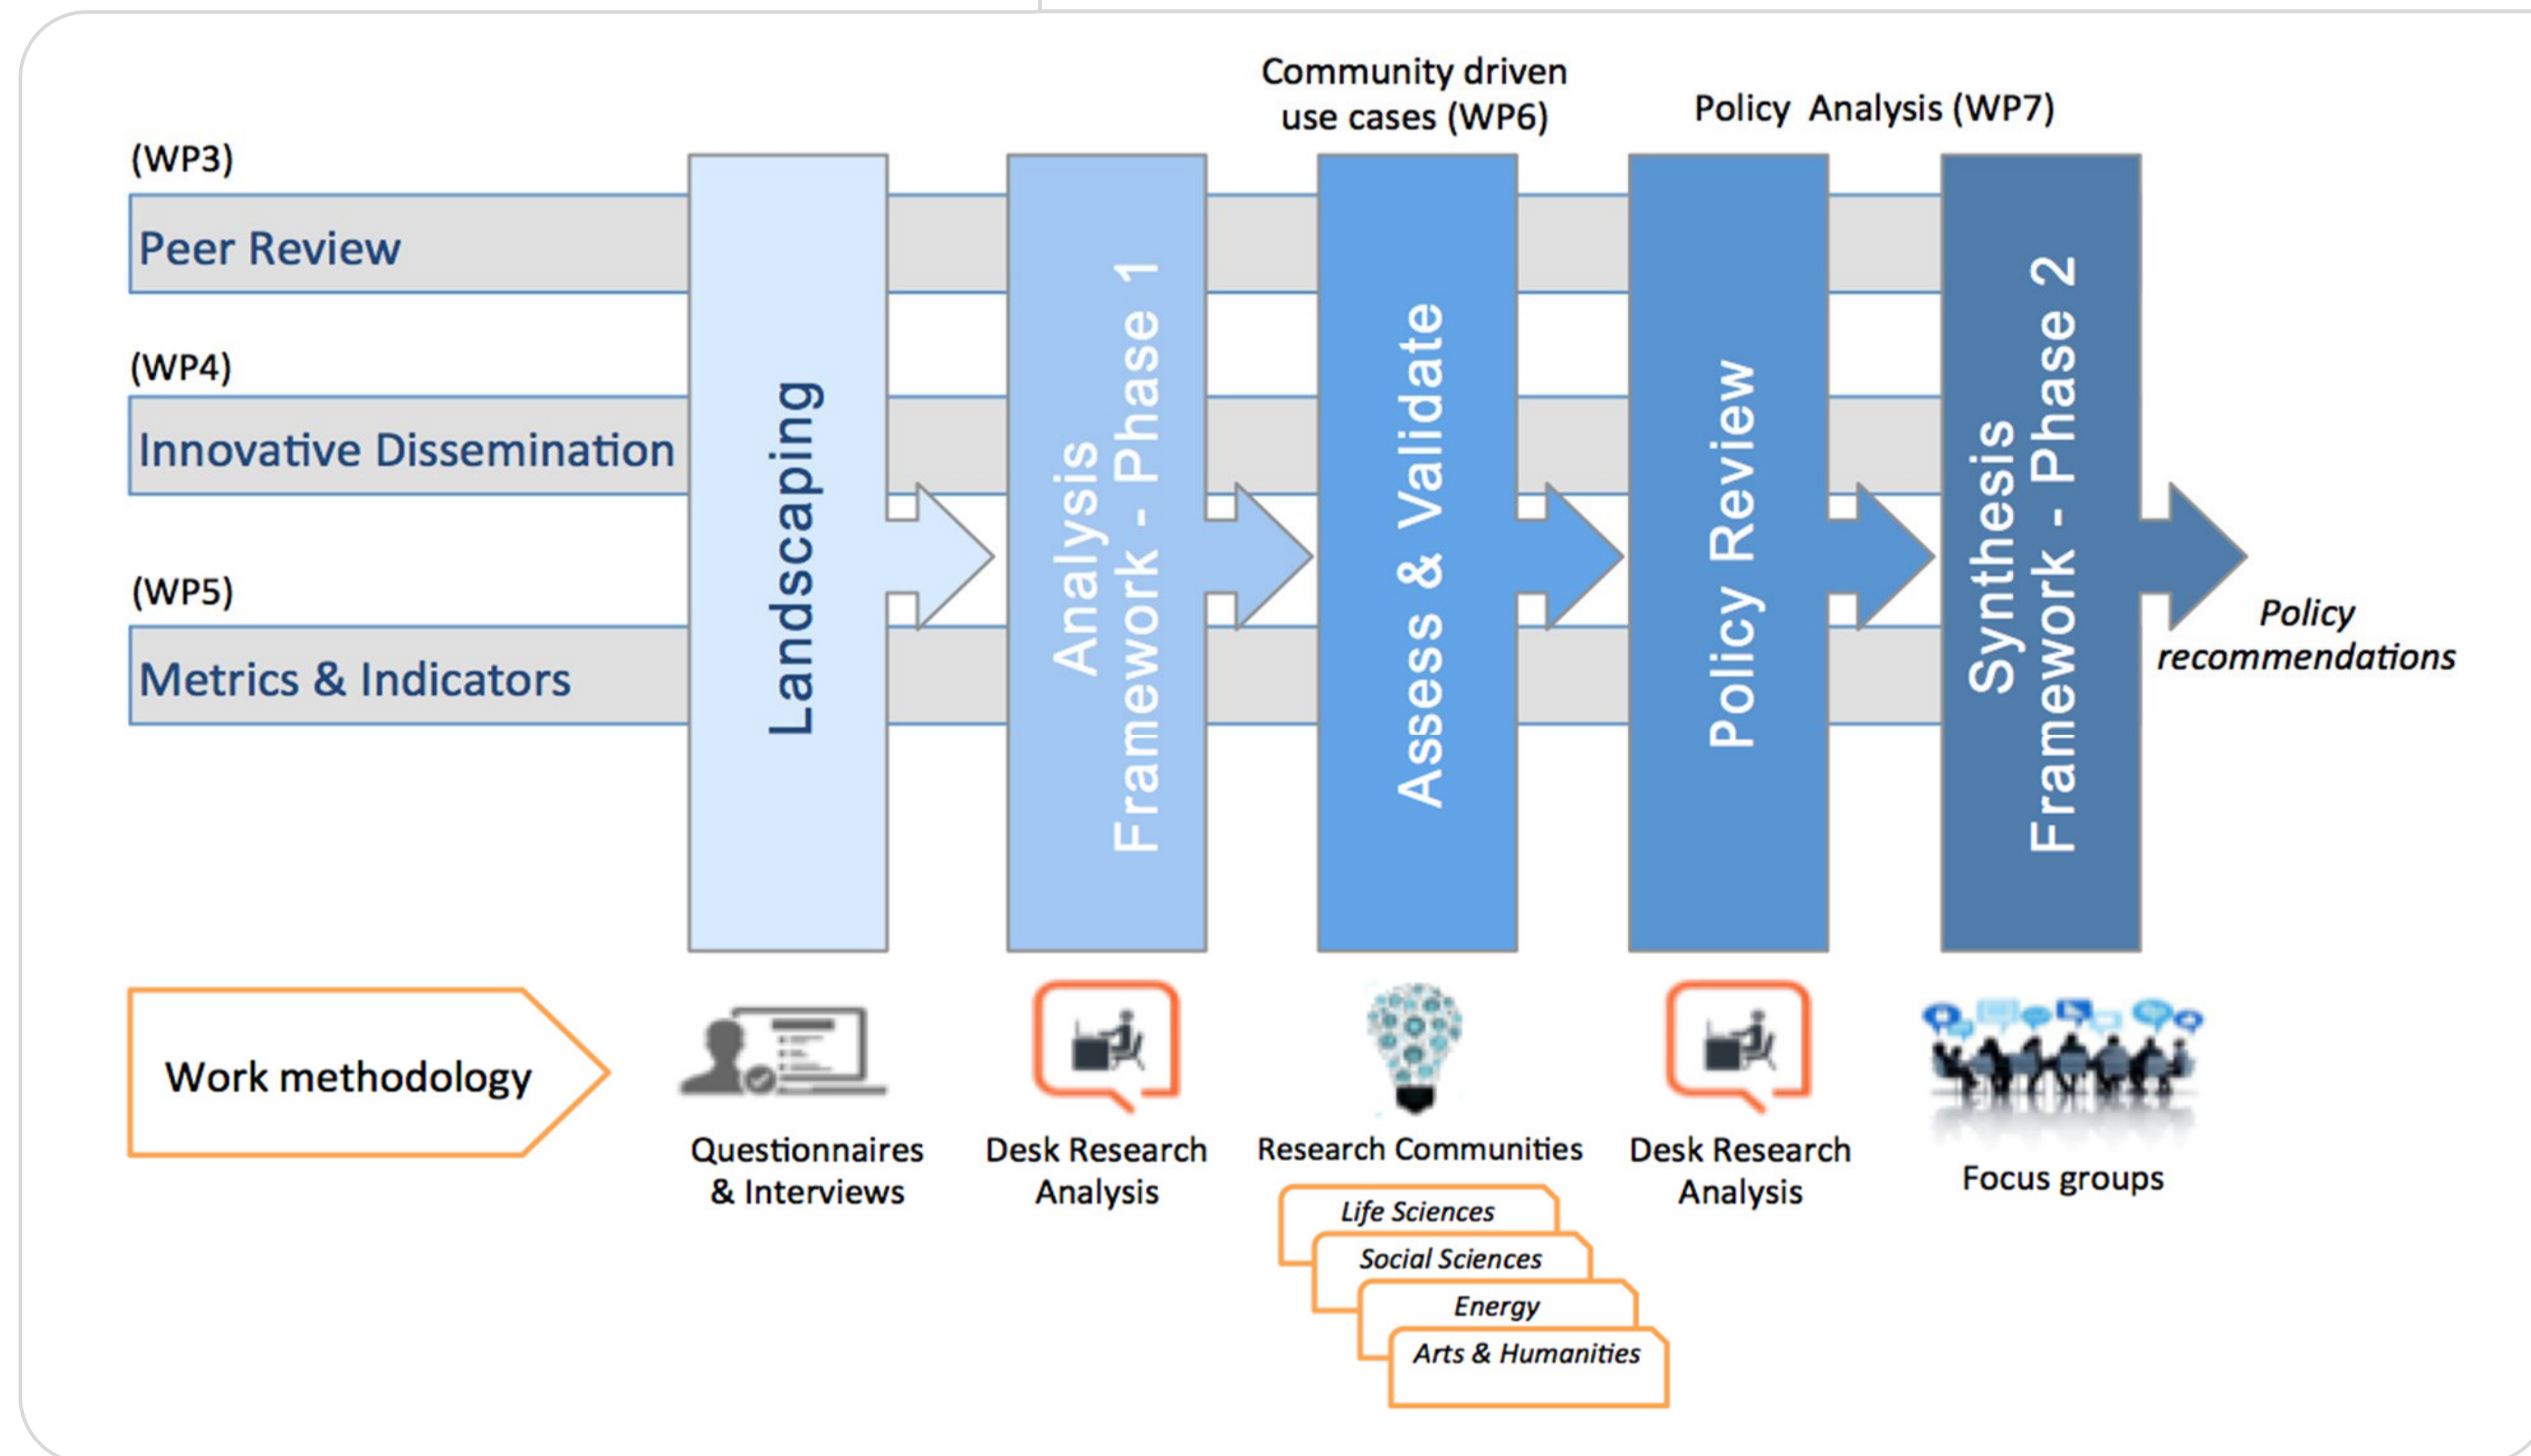 Community driven
use cases (WP6)
Policy Analysis (WP7)
(WP3)
Peer Review
(WP4)
Innovative Dissemination
(WP5)
Metrics & Indicators
Landscaping
Analysis
Framework - Phase 1
Assess & Validate
Policy Review
Synthesis
Framework - Phase 2
Policy
recommendations
Work methodology
Questionnaires
& Interviews
Desk Research
Analysis
Research Communities
Life Sciences
Social Sciences
Energy
Arts & Humanities
Desk Research
Analysis
Focus groups